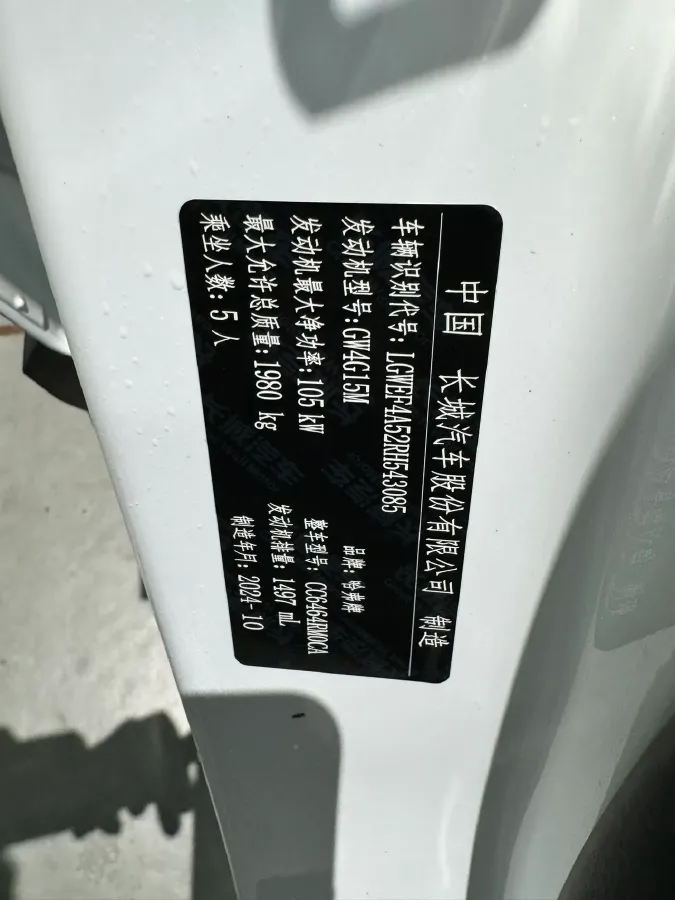 中国 长城汽车股份有限公司 制造
车辆识别代号:LGWEF4A52RH543085
发动机型号:GW4G15M 品牌:哈弗牌
发动机最大净功率:105 kW 整车型号:CC6464RM0CA
最大允许总质量:1980 kg 发动机排量:1497 mL
乘坐人数:5 人 制造年月:2024-10